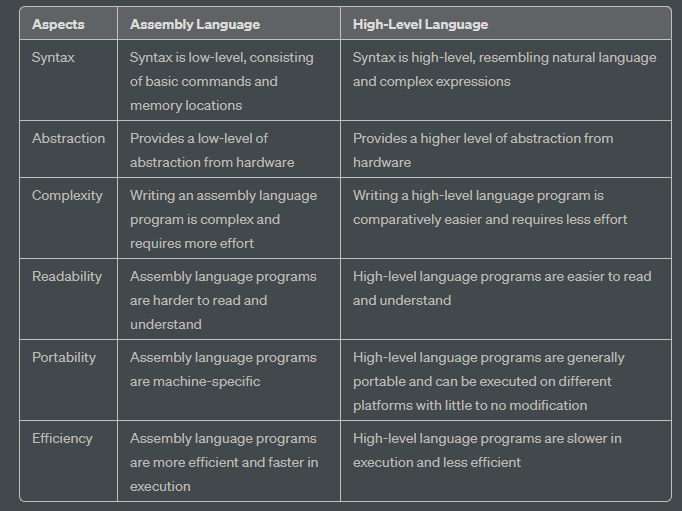 Aspects Assembly Language High-Level Language
Syntax Syntax is low-level, consisting Syntax is high-level, resembling natural language
of basic commands and and complex expressions
memory locations
Abstraction Provides a low-level of Provides a higher level of abstraction from
abstraction from hardware hardware
Complexity Writing an assembly language Writing a high-level language program is
program is complex and comparatively easier and requires less effort
requires more effort
Readability Assembly language programs High-level language programs are easier to read
are harder to read and and understand
understand
Portability Assembly language programs High-level language programs are generally
are machine-specific portable and can be executed on different
platforms with little to no modification
Efficiency Assembly language programs High-level language programs are slower in
are more efficient and faster in execution and less efficient
execution